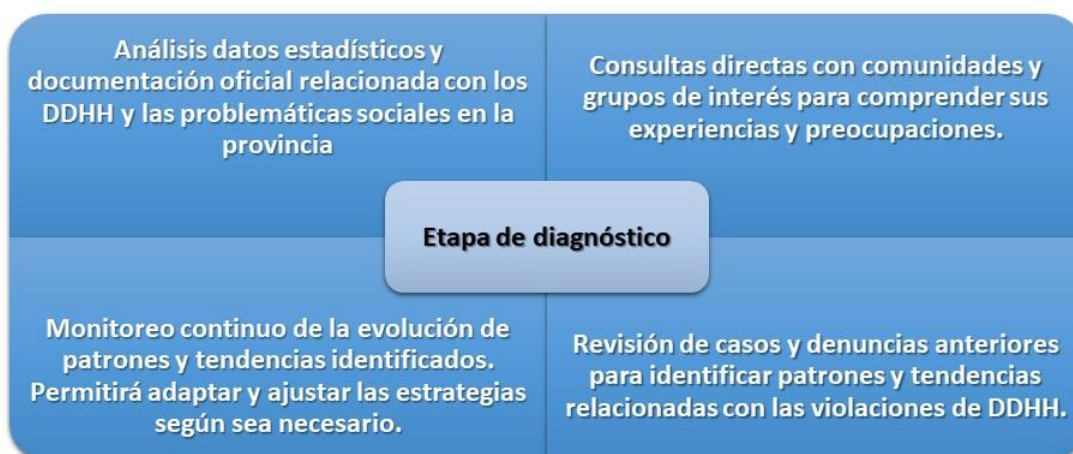 Análisis datos estadísticos y
documentación oficial relacionada con los
DDHH y las problemáticas sociales en la
provincia
Consultas directas con comunidades y
grupos de interés para comprender sus
experiencias y preocupaciones.
Etapa de diagnóstico
Monitoreo continuo de la evolución de
patrones y tendencias identificados.
Permitirá adaptar y ajustar las estrategias
según sea necesario.
Revisión de casos y denuncias anteriores
para identificar patrones y tendencias
relacionadas con las violaciones de DDHH.